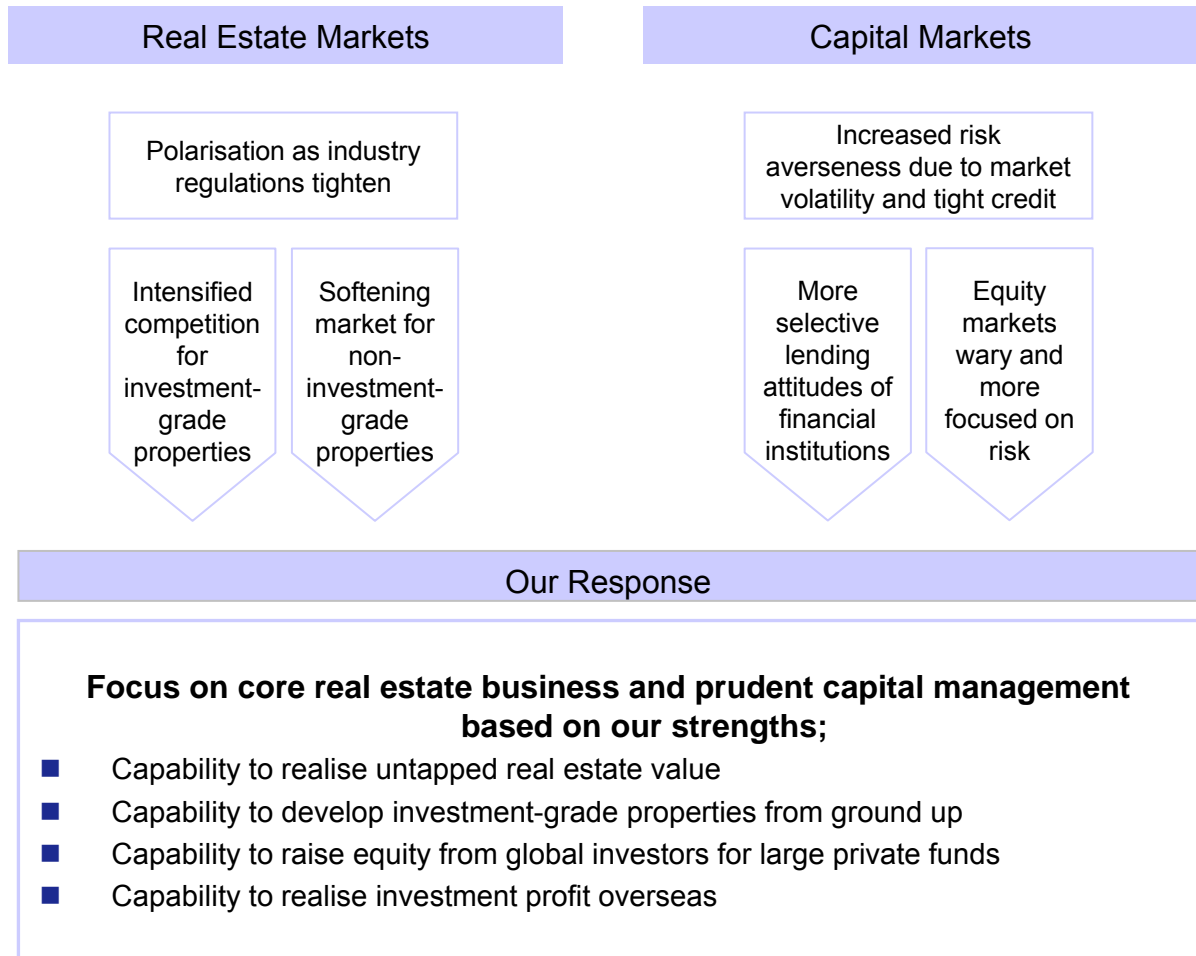 Real Estate Markets
Capital Markets
Polarisation as industry
regulations tighten
Increased risk
averseness due to market
volatility and tight credit
Intensified
competition
for
investment-
grade
properties
Softening
market for
non-
investment-
grade
properties
More
selective
lending
attitudes of
financial
institutions
Equity
markets
wary and
more
focused on
risk
Our Response
Focus on core real estate business and prudent capital management
based on our strengths;
Capability to realise untapped real estate value
Capability to develop investment-grade properties from ground up
Capability to raise equity from global investors for large private funds
Capability to realise investment profit overseas